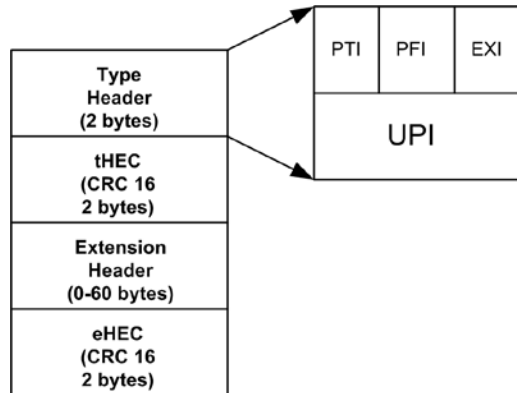 Type
Header
(2 bytes)
tHEC
(CRC 16
2 bytes)
Extension
Header
(0-60 bytes)
eHEC
(CRC 16
2 bytes)
PTI PFI EXI
UPI